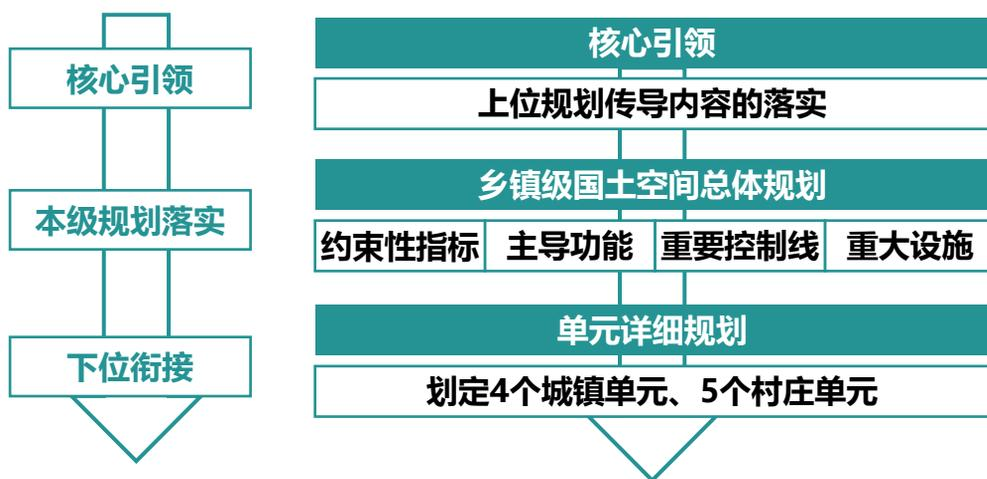 核心引领
本级规划落实
下位衔接
核心引领
上位规划传导内容的落实
乡镇级国土空间总体规划
约束性指标 主导功能 重要控制线 重大设施
单元详细规划
划定4个城镇单元、5个村庄单元